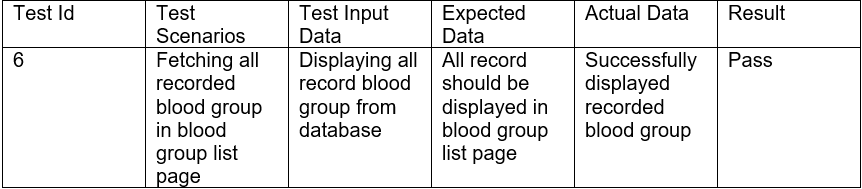 Test Id
Test
Scenarios
Test Input
Data
Expected
Data
Actual Data
Result
6
Fetching all
recorded
blood group
in blood
group list
page
Displaying all
record blood
group from
database
All record
should be
displayed in
blood group
list page
Successfully
displayed
recorded
blood group
Pass